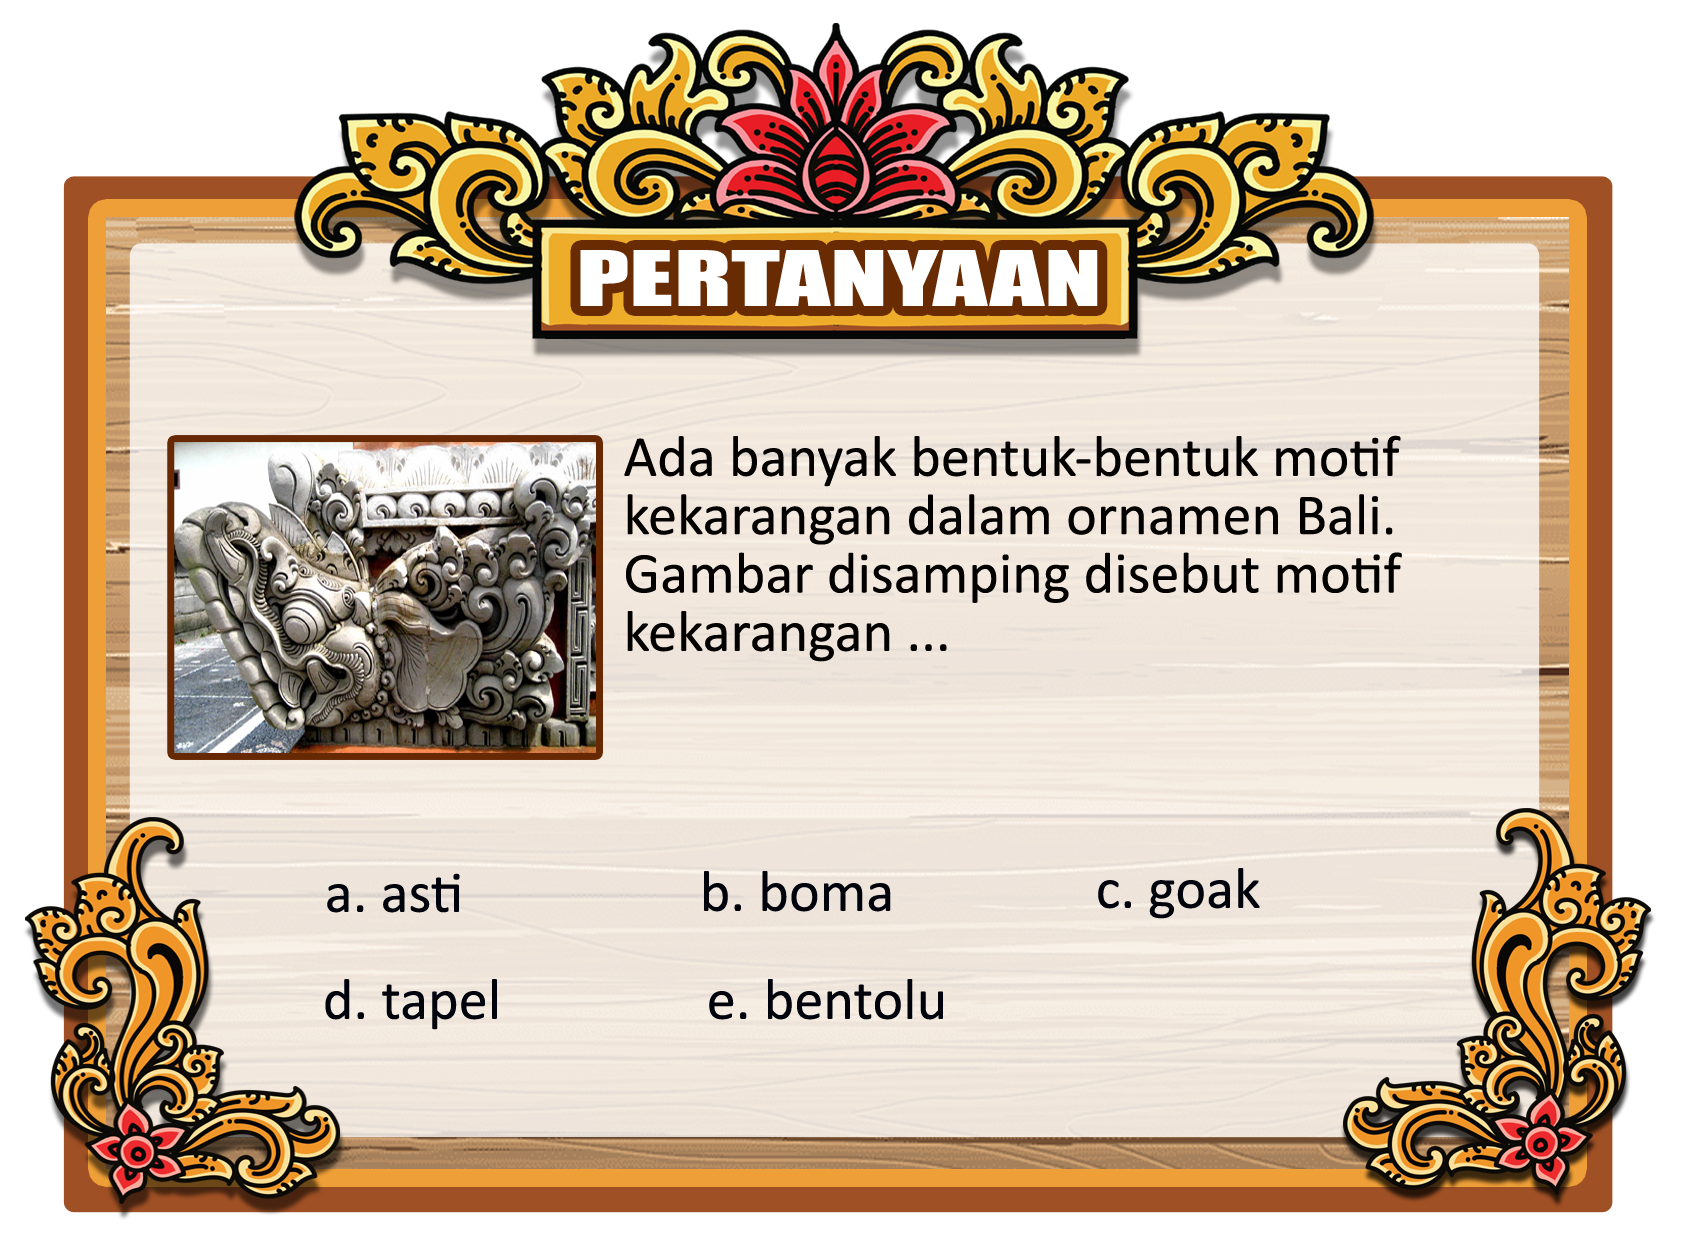 PERTANYAAN
Ada banyak bentuk-bentuk motif
kekarangan dalam ornamen Bali.
Gambar disamping disebut motif
kekarangan ...
a. asti
b. boma
c. goak
d. tapel
e. bentolu